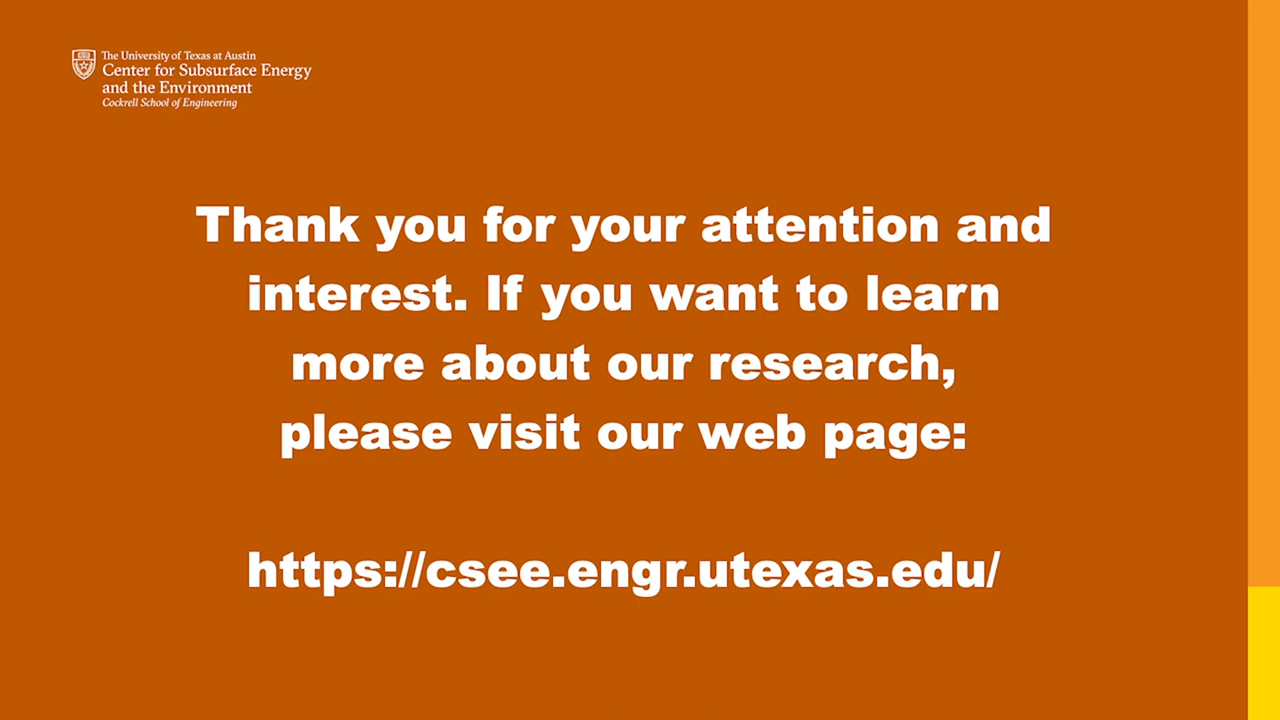 The University of Texas at Austin
Center for Subsurface Energy
and the Environment
Cockrell School of Engineering
Thank you for your attention and
interest. If you want to learn
more about our research,
please visit our web page:
https://csee.engr.utexas.edu/